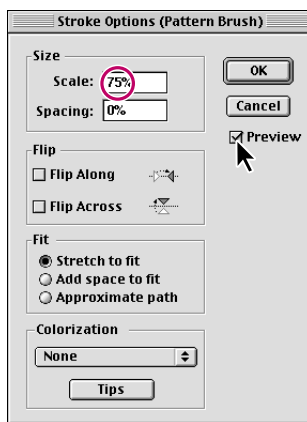 Stroke Options (Pattern Brush)
Size
Scale: 75%
Spacing: 0%
OK
Cancel
Preview
Flip
Flip Along
Flip Across
Fit
Stretch to fit
Add space to fit
Approximate path
Colorization
None
Tips